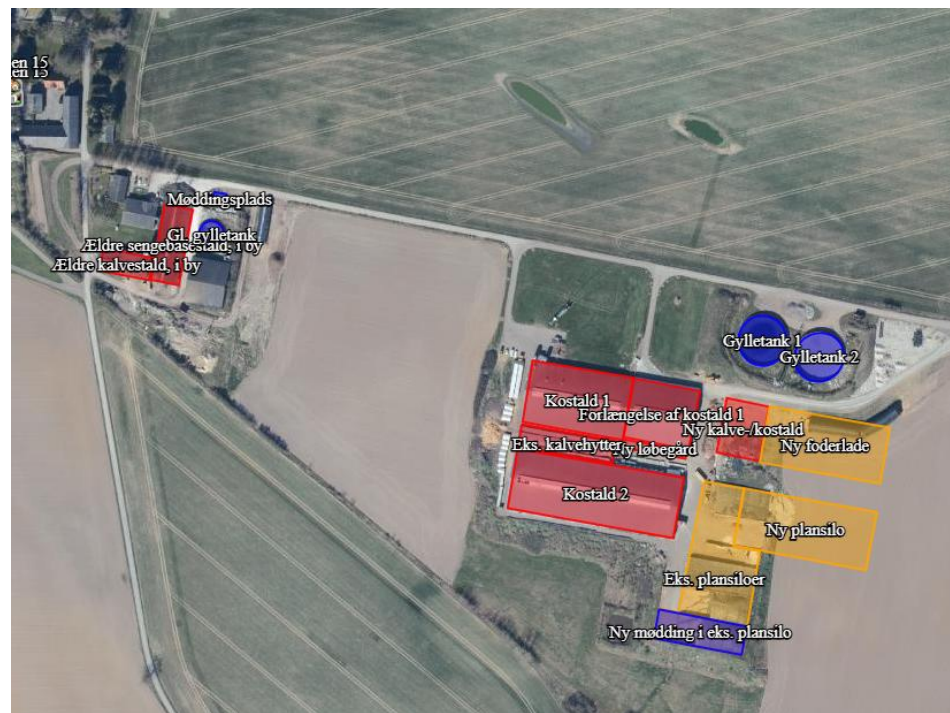 en 15
en 15
Møddingsplads
Gl. gylletank
Ældre sengebasestald, i by
Ældre kalvestald, i by
Gylletank 1
Gylletank 2
Kostald 1
Forlængelse af kostald 1
Ny kalve-/kostald
Eks. kalvehytter
Ny løbegård
Ny foderlade
Kostald 2
Ny plansilo
Eks. plansiloer
Ny mødding i eks. plansilo